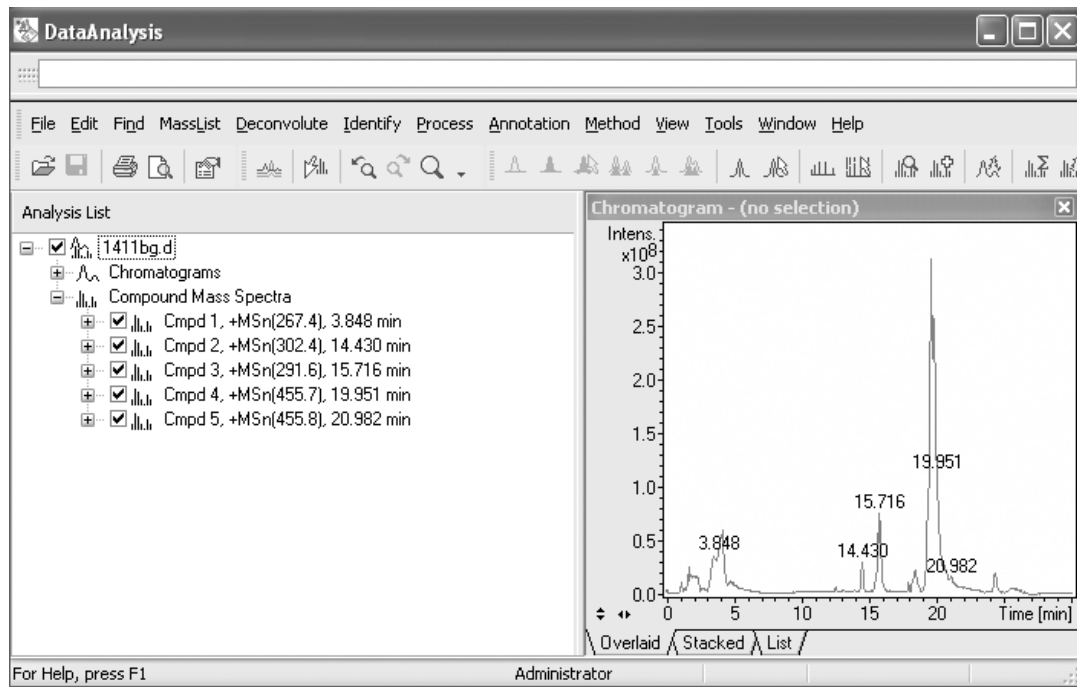 DataAnalysis
File Edit Find MassList Deconvolute Identify Process Annotation Method View Tools Window Help
Analysis List
1411bg.d
Chromatograms
Compound Mass Spectra
Cmpd 1, +MSn(267.4), 3.848 min
Cmpd 2, +MSn(302.4), 14.430 min
Cmpd 3, +MSn(291.6), 15.716 min
Cmpd 4, +MSn(455.7), 19.951 min
Cmpd 5, +MSn(455.8), 20.982 min
Chromatogram - (no selection)
Intens.
x10⁸
3.0
2.5
2.0
1.5
19.951
1.0
15.716
0.5
3.848
14.430
20.982
0.0
0 5 10 15 20 Time [min]
Overlaid Stacked List
For Help, press F1 Administrator